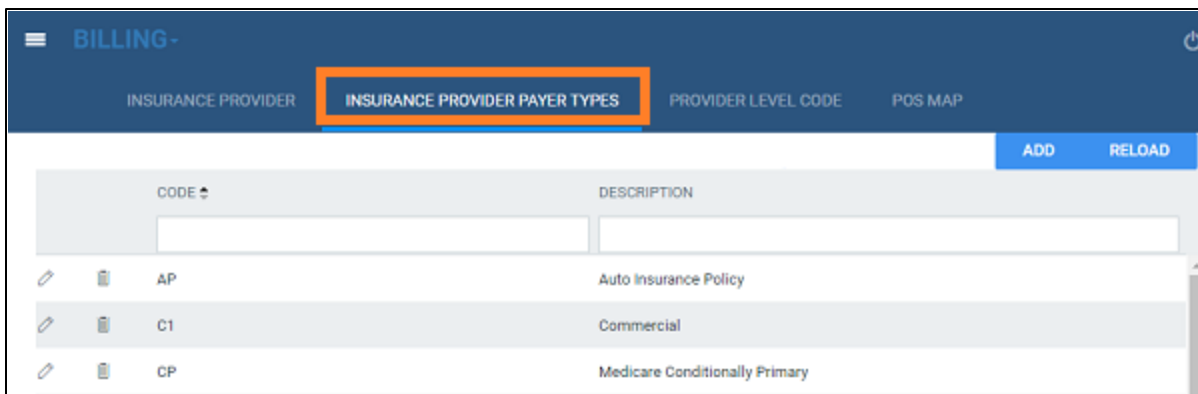 BILLING-
INSURANCE PROVIDER INSURANCE PROVIDER PAYER TYPES PROVIDER LEVEL CODE POS MAP
ADD RELOAD
CODE DESCRIPTION
AP Auto Insurance Policy
C1 Commercial
CP Medicare Conditionally Primary